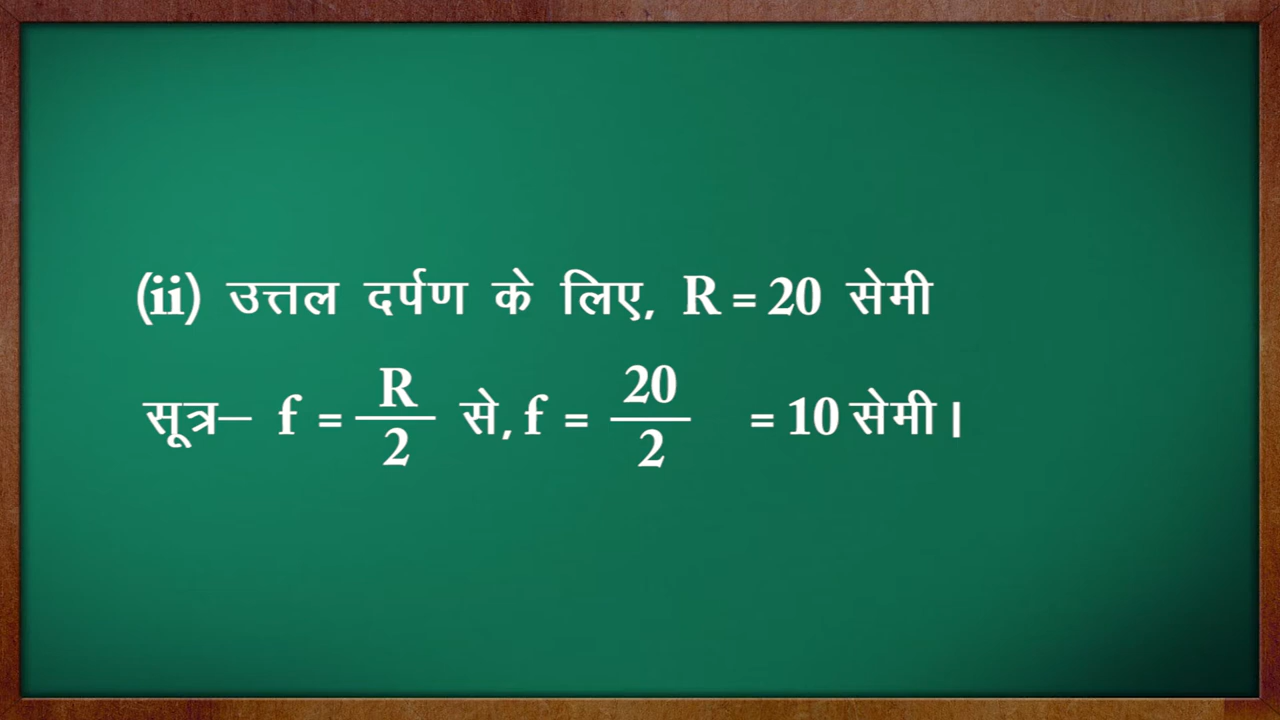 (ii) उत्तल दर्पण के लिए, R = 20 सेमी
सूत्र– f = R/2 से, f = 20/2 = 10 सेमी।